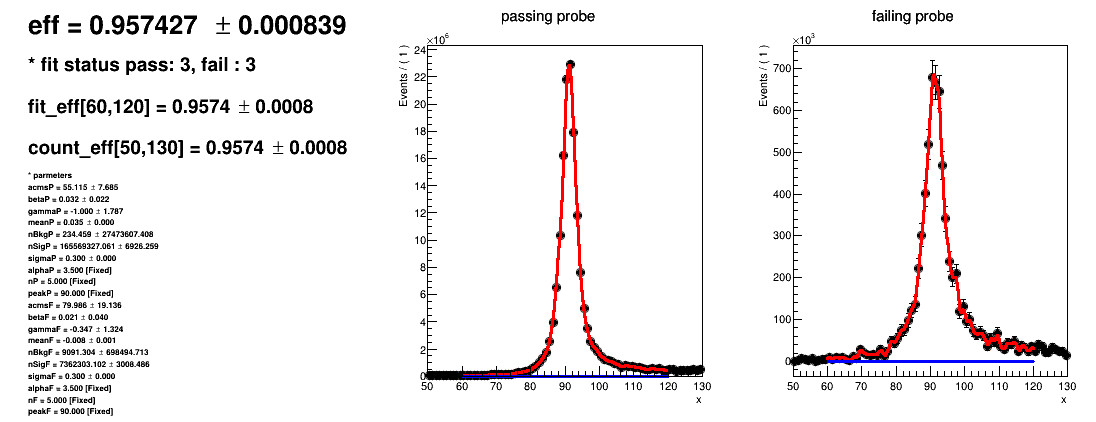 eff = 0.957427 ± 0.000839
* fit status pass: 3, fail : 3
fit_eff[60,120] = 0.9574 ± 0.0008
count_eff[50,130] = 0.9574 ± 0.0008
* parmeters
acmsP = 55.115 ± 7.685
betaP = 0.032 ± 0.022
gammaP = -1.000 ± 1.787
meanP = 0.035 ± 0.000
nBkgP = 234.459 ± 27473607.408
nSigP = 165569327.061 ± 6926.259
sigmaP = 0.300 ± 0.000
alphaP = 3.500 [Fixed]
nP = 5.000 [Fixed]
peakP = 90.000 [Fixed]
acmsF = 79.986 ± 19.136
betaF = 0.021 ± 0.040
gammaF = -0.347 ± 1.324
meanF = -0.008 ± 0.001
nBkgF = 9091.304 ± 698494.713
nSigF = 7362303.102 ± 3008.486
sigmaF = 0.300 ± 0.000
alphaF = 3.500 [Fixed]
nF = 5.000 [Fixed]
peakF = 90.000 [Fixed]
passing probe
×10⁶
Events / ( 1 )
24
22
20
18
16
14
12
10
8
6
4
2
0
50 60 70 80 90 100 110 120 130
x
failing probe
×10³
Events / ( 1 )
700
600
500
400
300
200
100
0
50 60 70 80 90 100 110 120 130
x